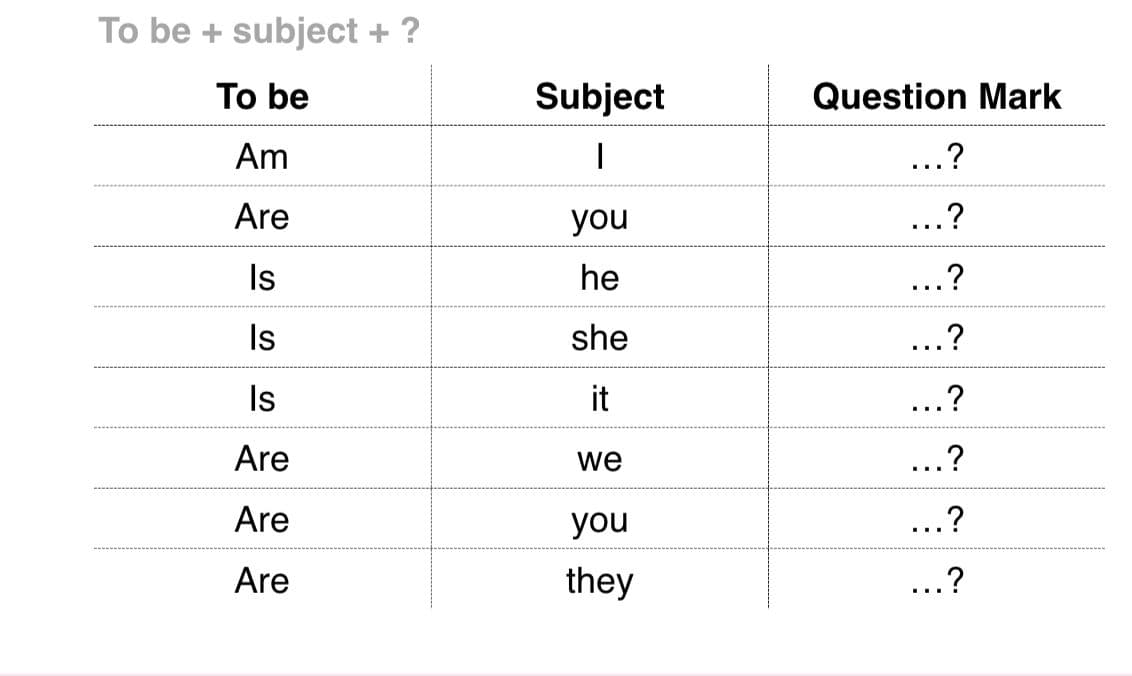 To be + subject + ?
To be Subject Question Mark
Am I ...?
Are you ...?
Is he ...?
Is she ...?
Is it ...?
Are we ...?
Are you ...?
Are they ...?